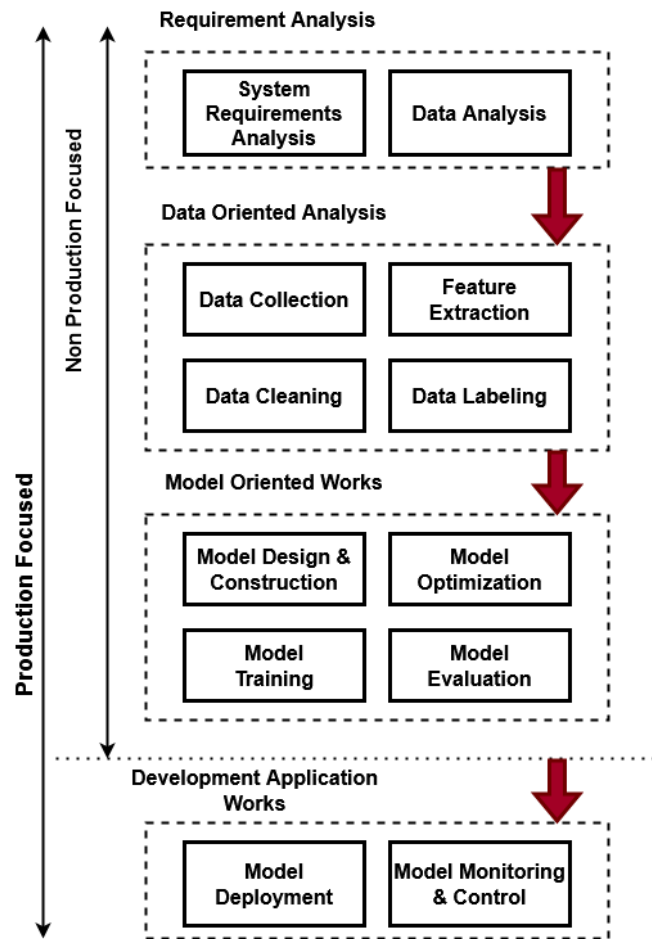 Requirement Analysis
System
Requirements
Analysis
Data Analysis
Data Oriented Analysis
Data Collection
Feature
Extraction
Data Cleaning
Data Labeling
Model Oriented Works
Model Design &
Construction
Model
Optimization
Model
Training
Model
Evaluation
Development Application
Works
Model
Deployment
Model Monitoring
& Control
Non Production Focused
Production Focused